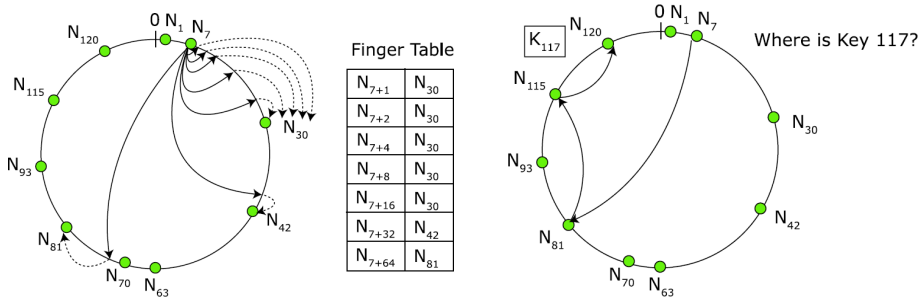 0 N1 N7
N120
N115
N93
N81
N70
N63
N42
N30
Finger Table
N7+1 N30
N7+2 N30
N7+4 N30
N7+8 N30
N7+16 N30
N7+32 N42
N7+64 N81
0 N1 N7
N120
K117
N115
N93
N81
N70
N63
N42
N30
Where is Key 117?